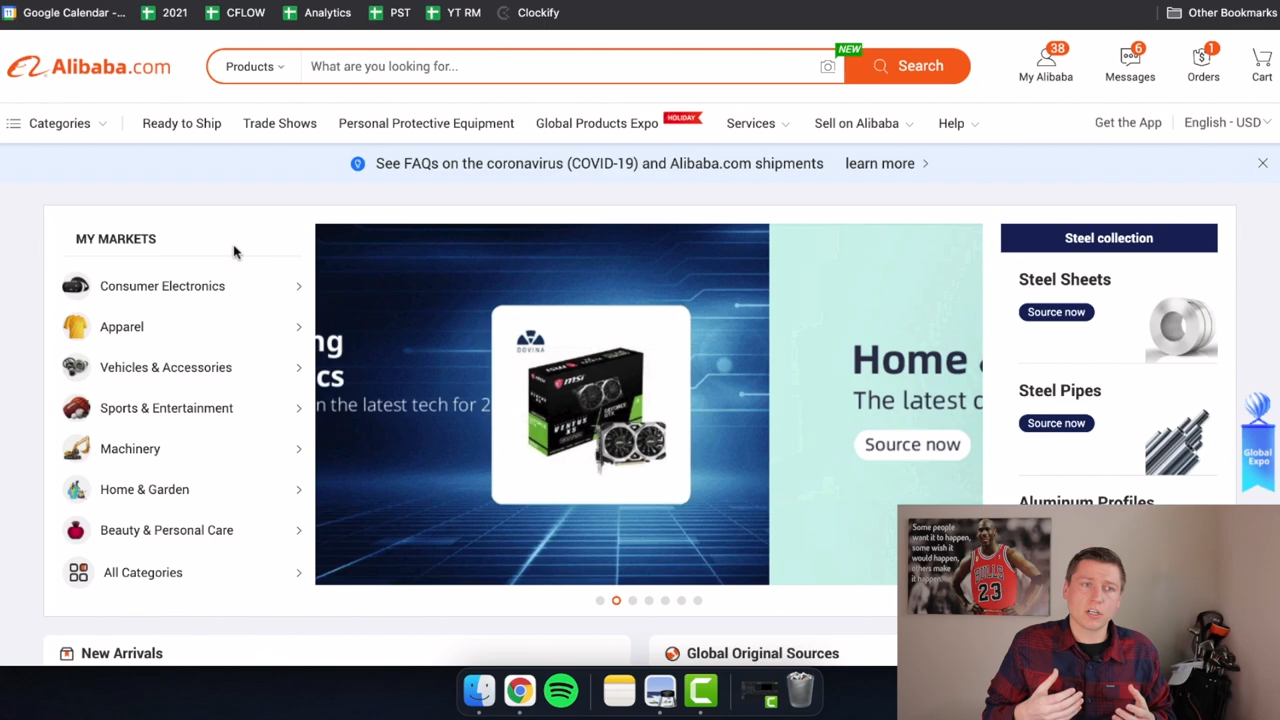 Google Calendar -...
2021
CFLOW
Analytics
PST
YT RM
Clockify
Other Bookmarks
Alibaba.com
Products
What are you looking for...
NEW
Search
38
My Alibaba
6
Messages
1
Orders
Cart
Categories
Ready to Ship
Trade Shows
Personal Protective Equipment
Global Products Expo
HOLIDAY
Services
Sell on Alibaba
Help
Get the App
English - USD
See FAQs on the coronavirus (COVID-19) and Alibaba.com shipments
learn more
MY MARKETS
Consumer Electronics
Apparel
Vehicles & Accessories
Sports & Entertainment
Machinery
Home & Garden
Beauty & Personal Care
All Categories
ng
cs
n the latest tech for 2
DOVINA
msi
Home
The latest
Source now
Steel collection
Steel Sheets
Source now
Steel Pipes
Source now
Aluminum Profiles
Global
Expo
New Arrivals
Global Original Sources
Some people
want it to happen,
some wish it
would happen,
others make
it happen.
BULLS
23